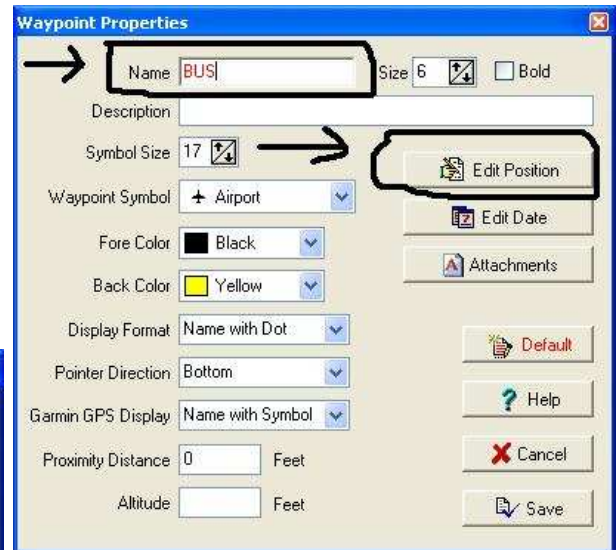 Waypoint Properties
Name BUS Size 6 Bold
Description
Symbol Size 17
Edit Position
Waypoint Symbol Airport
Edit Date
Fore Color Black
Attachments
Back Color Yellow
Display Format Name with Dot
Default
Pointer Direction Bottom
Help
Garmin GPS Display Name with Symbol
Proximity Distance 0 Feet
Cancel
Altitude Feet
Save